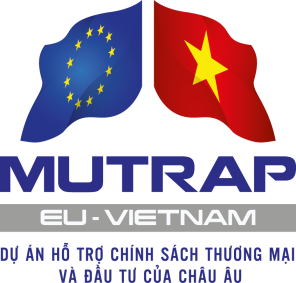 MUTRAP
EU - VIETNAM
DỰ ÁN HỖ TRỢ CHÍNH SÁCH THƯƠNG MẠI
VÀ ĐẦU TƯ CỦA CHÂU ÂU